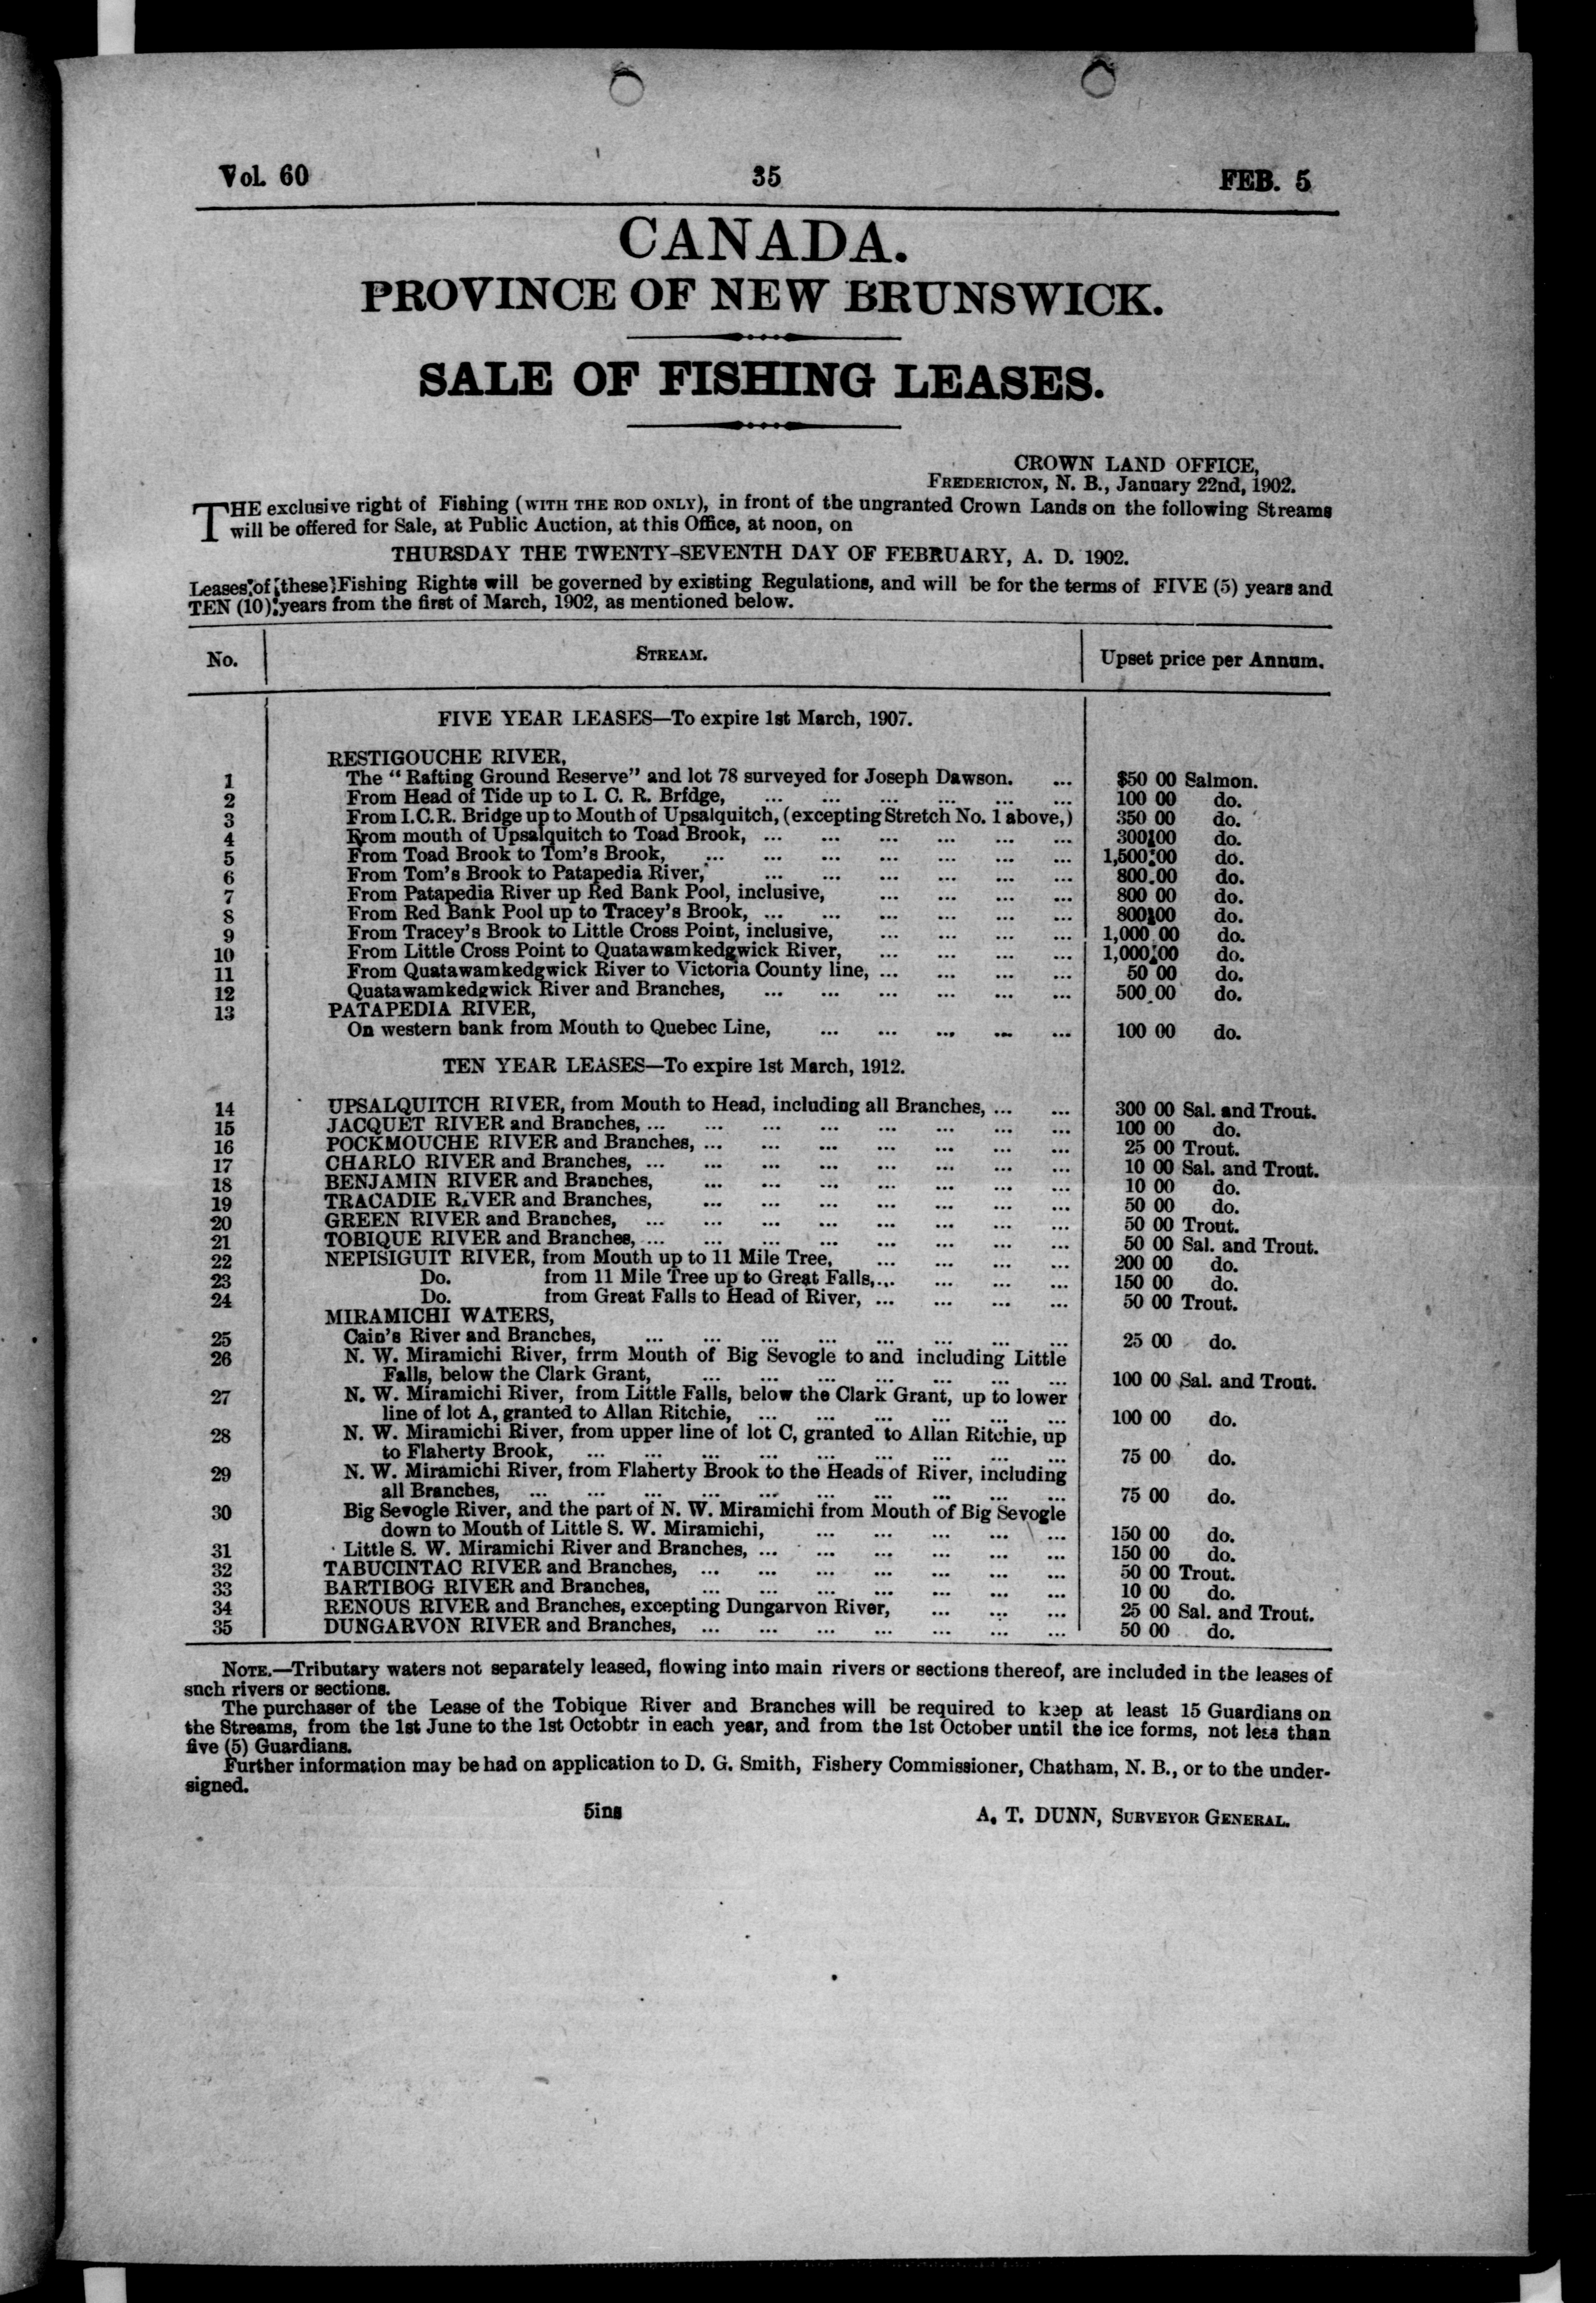 Vol. 60 35 FEB. 5
CANADA.
PROVINCE OF NEW BRUNSWICK.
SALE OF FISHING LEASES.
CROWN LAND OFFICE,
FREDERICTON, N. B., January 22nd, 1902.
THE exclusive right of Fishing (WITH THE ROD ONLY), in front of the ungranted Crown Lands on the following Streams
will be offered for Sale, at Public Auction, at this Office, at noon, on
THURSDAY THE TWENTY-SEVENTH DAY OF FEBRUARY, A. D. 1902.
Leases of these Fishing Rights will be governed by existing Regulations, and will be for the terms of FIVE (5) years and
TEN (10) years from the first of March, 1902, as mentioned below.
No. STREAM. Upset price per Annum.
FIVE YEAR LEASES—To expire 1st March, 1907.
RESTIGOUCHE RIVER,
1 The "Rafting Ground Reserve" and lot 78 surveyed for Joseph Dawson. ... $50 00 Salmon.
2 From Head of Tide up to I. C. R. Brfdge, ... ... ... ... ... ... 100 00 do.
3 From I.C.R. Bridge up to Mouth of Upsalquitch, (excepting Stretch No. 1 above,) 350 00 do.
4 From mouth of Upsalquitch to Toad Brook, ... ... ... ... ... ... 300 00 do.
5 From Toad Brook to Tom's Brook, ... ... ... ... ... ... ... 1,500 00 do.
6 From Tom's Brook to Patapedia River, ... ... ... ... ... ... 800 00 do.
7 From Patapedia River up Red Bank Pool, inclusive, ... ... ... ... 800 00 do.
8 From Red Bank Pool up to Tracey's Brook, ... ... ... ... ... ... 800 00 do.
9 From Tracey's Brook to Little Cross Point, inclusive, ... ... ... ... 1,000 00 do.
10 From Little Cross Point to Quatawamkedgwick River, ... ... ... ... 1,000 00 do.
11 From Quatawamkedgwick River to Victoria County line, ... ... ... ... 50 00 do.
12 Quatawamkedgwick River and Branches, ... ... ... ... ... ... 500 00 do.
13 PATAPEDIA RIVER,
On western bank from Mouth to Quebec Line, ... ... ... ... ... 100 00 do.
TEN YEAR LEASES—To expire 1st March, 1912.
14 UPSALQUITCH RIVER, from Mouth to Head, including all Branches, ... ... 300 00 Sal. and Trout.
15 JACQUET RIVER and Branches, ... ... ... ... ... ... ... ... 100 00 do.
16 POCKMOUCHE RIVER and Branches, ... ... ... ... ... ... ... 25 00 Trout.
17 CHARLO RIVER and Branches, ... ... ... ... ... ... ... ... 10 00 Sal. and Trout.
18 BENJAMIN RIVER and Branches, ... ... ... ... ... ... ... 10 00 do.
19 TRACADIE RIVER and Branches, ... ... ... ... ... ... ... 50 00 do.
20 GREEN RIVER and Branches, ... ... ... ... ... ... ... ... 50 00 Trout.
21 TOBIQUE RIVER and Branches, ... ... ... ... ... ... ... ... 50 00 Sal. and Trout.
22 NEPISIGUIT RIVER, from Mouth up to 11 Mile Tree, ... ... ... ... 200 00 do.
23 Do. from 11 Mile Tree up to Great Falls,... ... ... ... 150 00 do.
24 Do. from Great Falls to Head of River, ... ... ... ... 50 00 Trout.
MIRAMICHI WATERS,
25 Cain's River and Branches, ... ... ... ... ... ... ... ... 25 00 do.
26 N. W. Miramichi River, frrm Mouth of Big Sevogle to and including Little
Falls, below the Clark Grant, ... ... ... ... ... ... ... 100 00 Sal. and Trout.
27 N. W. Miramichi River, from Little Falls, below the Clark Grant, up to lower
line of lot A, granted to Allan Ritchie, ... ... ... ... ... ... 100 00 do.
28 N. W. Miramichi River, from upper line of lot C, granted to Allan Ritchie, up
to Flaherty Brook, ... ... ... ... ... ... ... ... ... 75 00 do.
29 N. W. Miramichi River, from Flaherty Brook to the Heads of River, including
all Branches, ... ... ... ... ... ... ... ... ... ... 75 00 do.
30 Big Sevogle River, and the part of N. W. Miramichi from Mouth of Big Sevogle
down to Mouth of Little S. W. Miramichi, ... ... ... ... ... 150 00 do.
31 Little S. W. Miramichi River and Branches, ... ... ... ... ... ... 150 00 do.
32 TABUCINTAC RIVER and Branches, ... ... ... ... ... ... ... 50 00 Trout.
33 BARTIBOG RIVER and Branches, ... ... ... ... ... ... ... 10 00 do.
34 RENOUS RIVER and Branches, excepting Dungarvon River, ... ... ... 25 00 Sal. and Trout.
35 DUNGARVON RIVER and Branches, ... ... ... ... ... ... ... 50 00 do.
NOTE.—Tributary waters not separately leased, flowing into main rivers or sections thereof, are included in the leases of
such rivers or sections.
The purchaser of the Lease of the Tobique River and Branches will be required to keep at least 15 Guardians on
the Streams, from the 1st June to the 1st Octobtr in each year, and from the 1st October until the ice forms, not less than
five (5) Guardians.
Further information may be had on application to D. G. Smith, Fishery Commissioner, Chatham, N. B., or to the under-
signed.
5ins A. T. DUNN, SURVEYOR GENERAL.